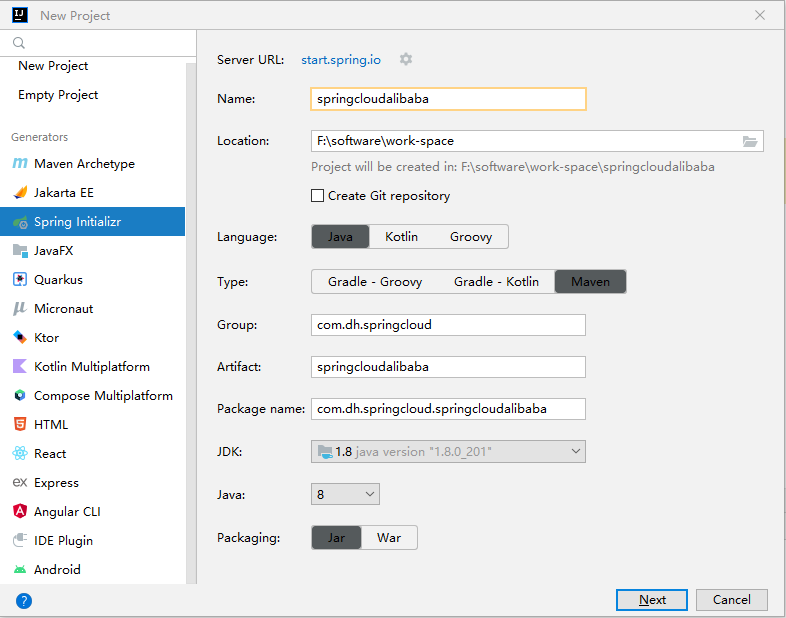 New Project
New Project
Empty Project
Generators
Maven Archetype
Jakarta EE
Spring Initializr
JavaFX
Quarkus
Micronaut
Ktor
Kotlin Multiplatform
Compose Multiplatform
HTML
React
Express
Angular CLI
IDE Plugin
Android
Server URL: start.spring.io
Name: springcloudalibaba
Location: F:\software\work-space
Project will be created in: F:\software\work-space\springcloudalibaba
Create Git repository
Language: Java Kotlin Groovy
Type: Gradle - Groovy Gradle - Kotlin Maven
Group: com.dh.springcloud
Artifact: springcloudalibaba
Package name: com.dh.springcloud.springcloudalibaba
JDK: 1.8 java version "1.8.0_201"
Java: 8
Packaging: Jar War
? Next Cancel